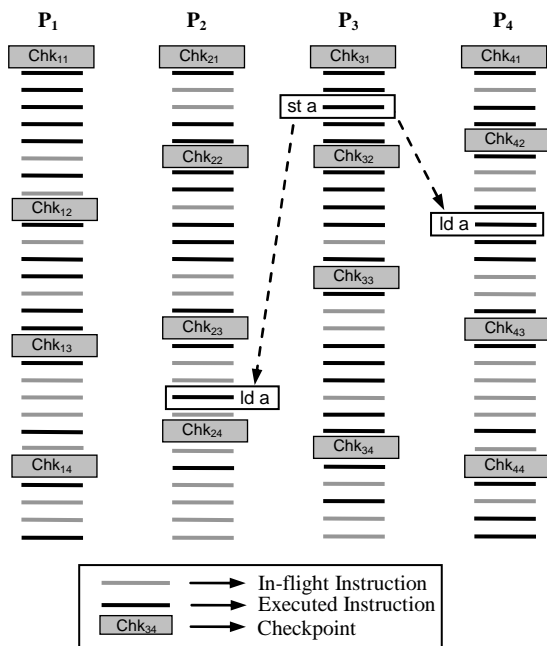 P1 P2 P3 P4
Chk11 Chk21 Chk31 Chk41
st a
Chk42
Chk22 Chk32
Chk12
ld a
Chk33
Chk23 Chk43
Chk13
ld a
Chk24
Chk34
Chk14 Chk44
In-flight Instruction
Executed Instruction
Chk34 Checkpoint